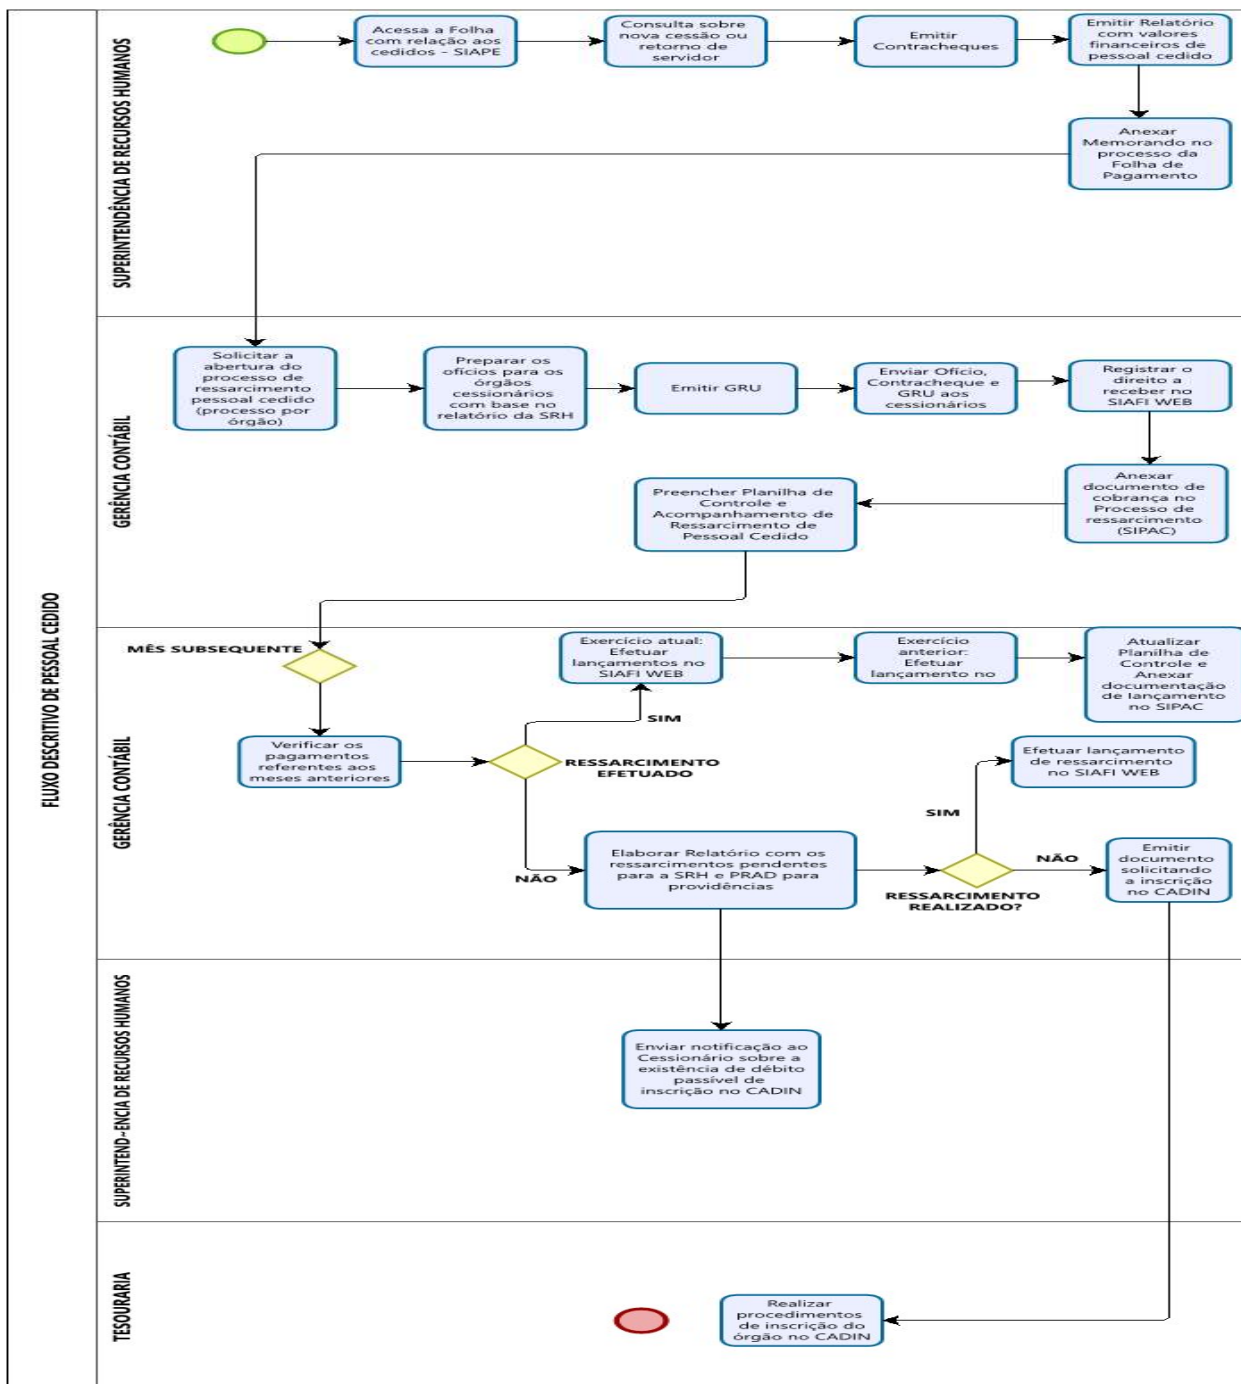 FLUXO DESCRITIVO DE PESSOAL CEDIDO
SUPERINTENDÊNCIA DE RECURSOS HUMANOS
Acessa a Folha
com relação aos
cedidos - SIAPE
Consulta sobre
nova cessão ou
retorno de
servidor
Emitir
Contracheques
Emitir Relatório
com valores
financeiros de
pessoal cedido
Anexar
Memorando no
processo da
Folha de
Pagamento
GERÊNCIA CONTÁBIL
Solicitar a
abertura do
processo de
ressarcimento
pessoal cedido
(processo por
órgão)
Preparar os
ofícios para os
órgãos
cessionários
com base no
relatório da SRH
Emitir GRU
Enviar Ofício,
Contracheque e
GRU aos
cessionários
Registrar o
direito a
receber no
SIAFI WEB
Anexar
documento de
cobrança no
Processo de
ressarcimento
(SIPAC)
Preencher Planilha de
Controle e
Acompanhamento de
Ressarcimento de
Pessoal Cedido
GERÊNCIA CONTÁBIL
MÊS SUBSEQUENTE
Verificar os
pagamentos
referentes aos
meses anteriores
RESSARCIMENTO
EFETUADO
SIM
Exercício atual:
Efetuar
lançamentos no
SIAFI WEB
Exercício
anterior:
Efetuar
lançamento no
Atualizar
Planilha de
Controle e
Anexar
documentação
de lançamento
no SIPAC
NÃO
Elaborar Relatório com os
ressarcimentos pendentes
para a SRH e PRAD para
providências
RESSARCIMENTO
REALIZADO?
SIM
Efetuar lançamento
de ressarcimento
no SIAFI WEB
NÃO
Emitir
documento
solicitando
a inscrição
no CADIN
SUPERINTEND~ENCIA DE RECURSOS HUMANOS
Enviar notificação ao
Cessionário sobre a
existência de débito
passível de
inscrição no CADIN
TESOURARIA
Realizar
procedimentos
de inscrição do
órgão no CADIN